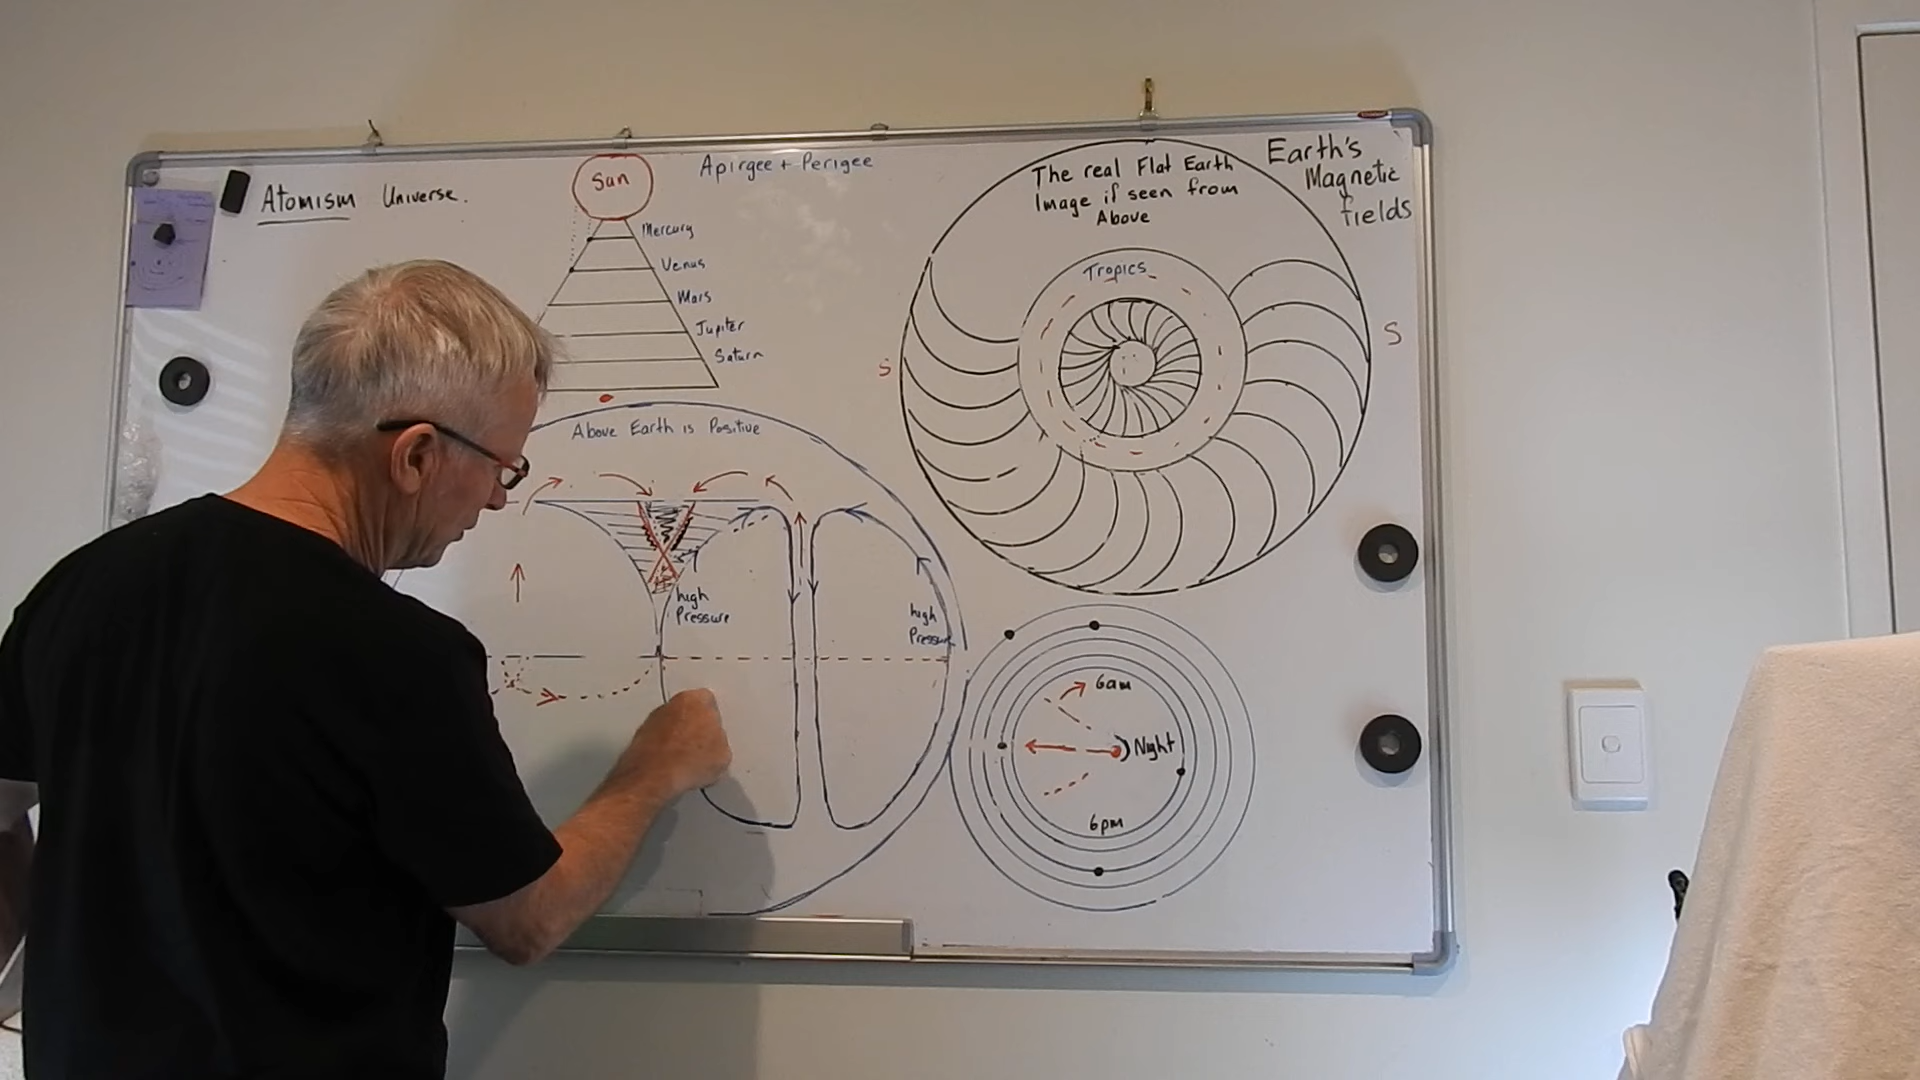 Atomism Universe.
Sun
Apirgee + Perigee
Mercury
Venus
Mars
Jupiter
Saturn
Above Earth is Positive
high
Pressure
high
Pressure
The real Flat Earth
Image if seen from
Above
Tropics
Earth's
Magnetic
fields
S
S
6am
Night
6pm